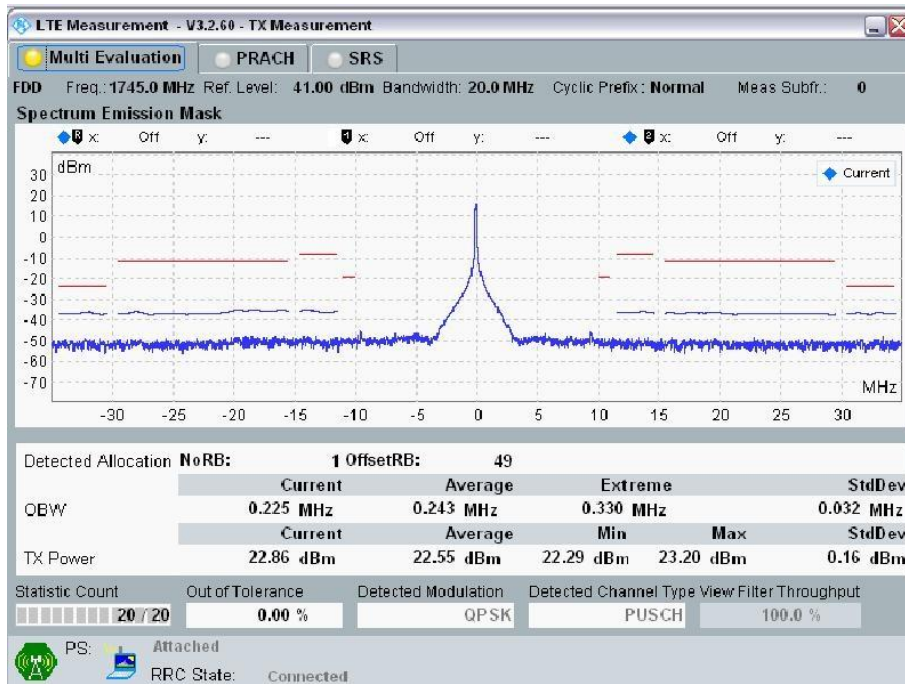 LTE Measurement - V3.2.60 - TX Measurement
Multi Evaluation PRACH SRS
FDD Freq.: 1745.0 MHz Ref. Level: 41.00 dBm Bandwidth: 20.0 MHz Cyclic Prefix: Normal Meas Subfr.: 0
Spectrum Emission Mask
R x: Off y: --- 1 x: Off y: --- 2 x: Off y: ---
dBm
Current
30
20
10
0
-10
-20
-30
-40
-50
-60
-70
MHz
-30 -25 -20 -15 -10 -5 0 5 10 15 20 25 30
Detected Allocation NoRB: 1 OffsetRB: 49
Current Average Extreme StdDev
OBW 0.225 MHz 0.243 MHz 0.330 MHz 0.032 MHz
Current Average Min Max StdDev
TX Power 22.86 dBm 22.55 dBm 22.29 dBm 23.20 dBm 0.16 dBm
Statistic Count Out of Tolerance Detected Modulation Detected Channel Type View Filter Throughput
20 / 20 0.00 % QPSK PUSCH 100.0 %
PS: Attached
RRC State: Connected